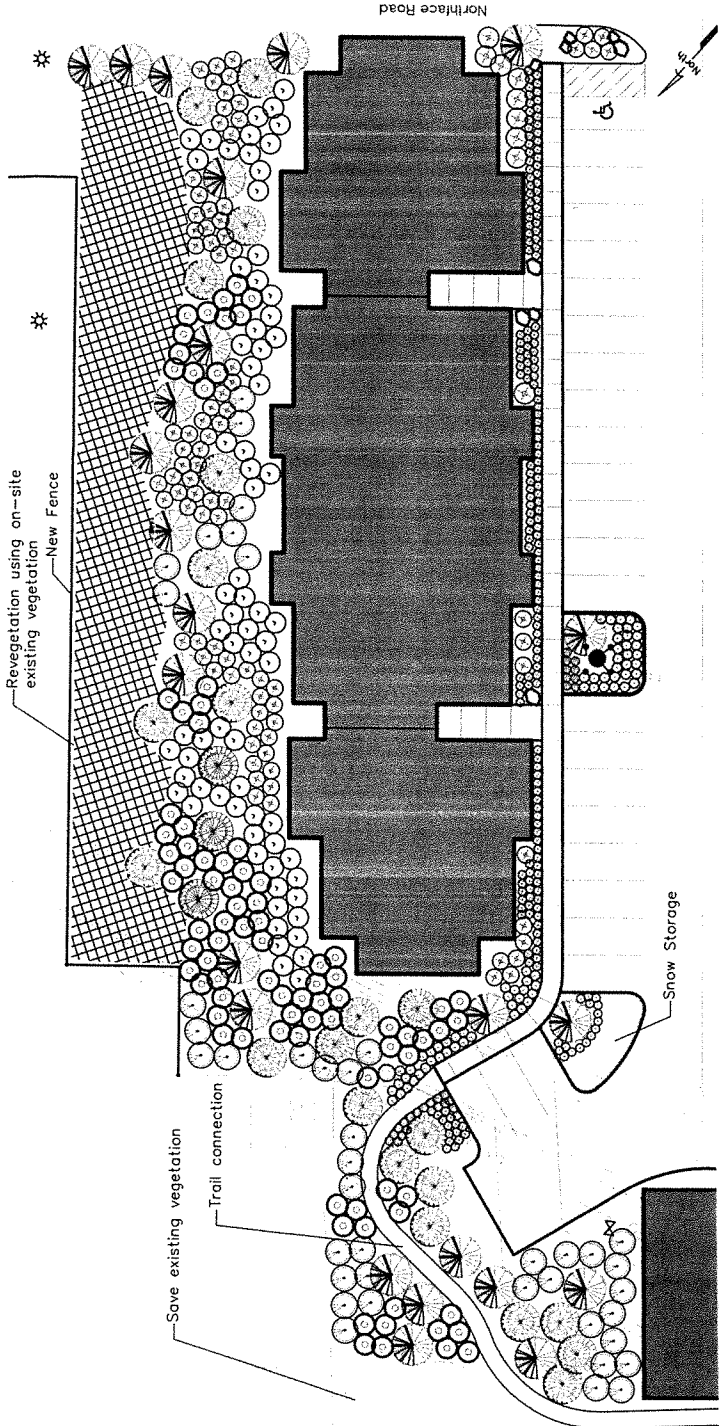 Northface Road
North
Revegetation using on-site
existing vegetation
New Fence
Snow Storage
Trail connection
Save existing vegetation